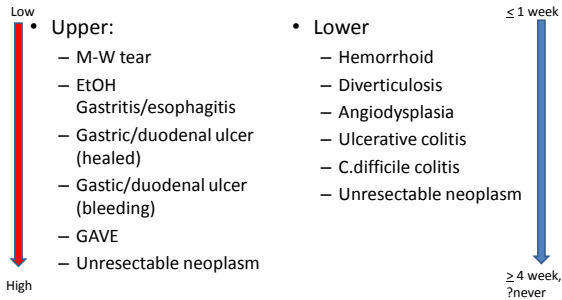 Low
• Upper:
– M-W tear
– EtOH
Gastritis/esophagitis
– Gastric/duodenal ulcer
(healed)
– Gastic/duodenal ulcer
(bleeding)
– GAVE
– Unresectable neoplasm
High
• Lower
– Hemorrhoid
– Diverticulosis
– Angiodysplasia
– Ulcerative colitis
– C.difficile colitis
– Unresectable neoplasm
≤ 1 week
≥ 4 week,
?never